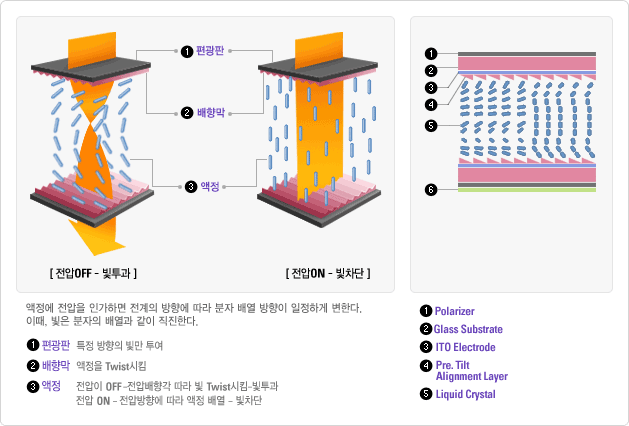 1 편광판
2 배향막
3 액정
[ 전압OFF - 빛투과 ]
[ 전압ON - 빛차단 ]
액정에 전압을 인가하면 전계의 방향에 따라 분자 배열 방향이 일정하게 변한다.
이때, 빛은 분자의 배열과 같이 직진한다.
1 편광판 특정 방향의 빛만 투여
2 배향막 액정을 Twist시킴
3 액정 전압이 OFF-전압배향각 따라 빛 Twist시킴-빛투과
전압 ON - 전압방향에 따라 액정 배열 - 빛차단
1
2
3
4
5
6
1 Polarizer
2 Glass Substrate
3 ITO Electrode
4 Pre. Tilt
Alignment Layer
5 Liquid Crystal